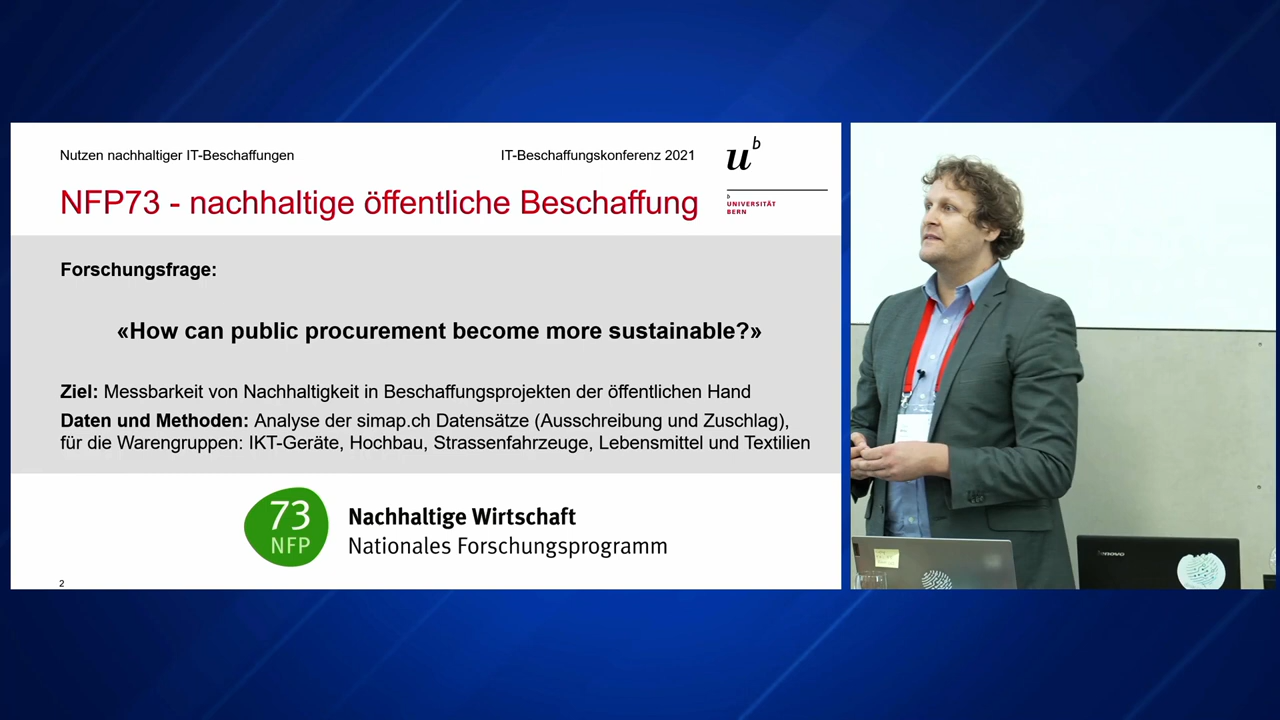 Nutzen nachhaltiger IT-Beschaffungen
IT-Beschaffungskonferenz 2021
NFP73 - nachhaltige öffentliche Beschaffung
u^b
b
UNIVERSITÄT
BERN
Forschungsfrage:
«How can public procurement become more sustainable?»
Ziel: Messbarkeit von Nachhaltigkeit in Beschaffungsprojekten der öffentlichen Hand
Daten und Methoden: Analyse der simap.ch Datensätze (Ausschreibung und Zuschlag),
für die Warengruppen: IKT-Geräte, Hochbau, Strassenfahrzeuge, Lebensmittel und Textilien
73
NFP
Nachhaltige Wirtschaft
Nationales Forschungsprogramm
2
lenovo